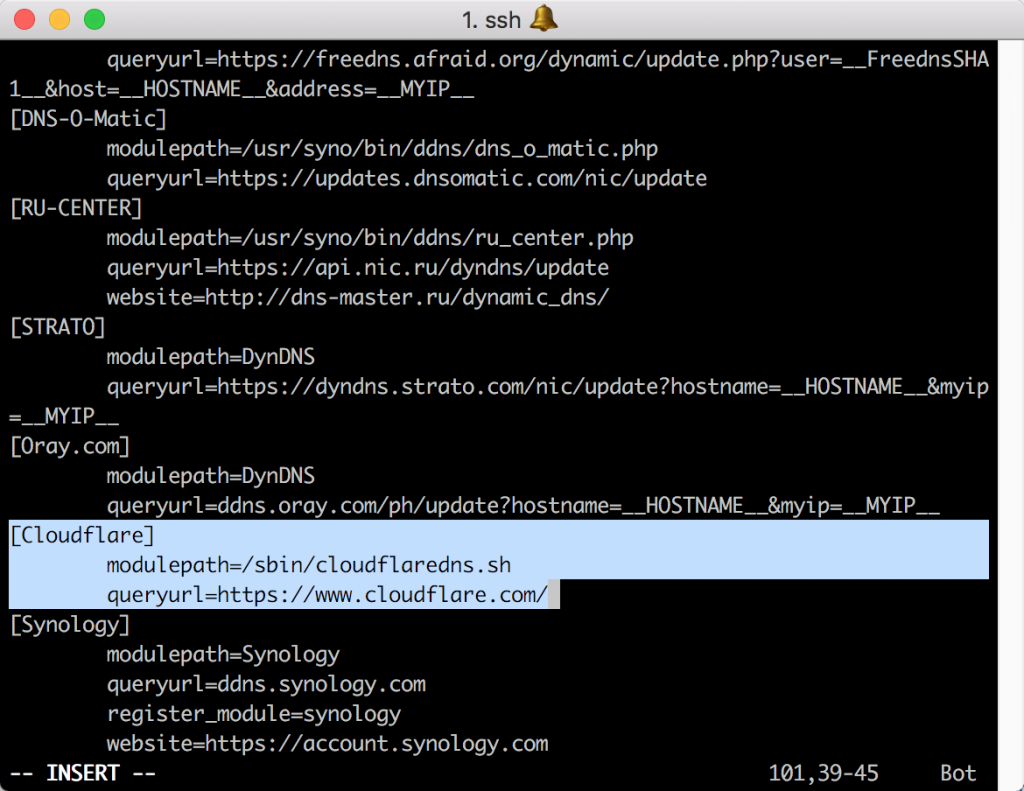 1. ssh
queryurl=https://freedns.afraid.org/dynamic/update.php?user=__FreednsSHA
1__&host=__HOSTNAME__&address=__MYIP__
[DNS-O-Matic]
modulepath=/usr/syno/bin/ddns/dns_o_matic.php
queryurl=https://updates.dnsomatic.com/nic/update
[RU-CENTER]
modulepath=/usr/syno/bin/ddns/ru_center.php
queryurl=https://api.nic.ru/dyndns/update
website=http://dns-master.ru/dynamic_dns/
[STRATO]
modulepath=DynDNS
queryurl=https://dyndns.strato.com/nic/update?hostname=__HOSTNAME__&myip
=__MYIP__
[Oray.com]
modulepath=DynDNS
queryurl=ddns.oray.com/ph/update?hostname=__HOSTNAME__&myip=__MYIP__
[Cloudflare]
modulepath=/sbin/cloudflaredns.sh
queryurl=https://www.cloudflare.com/
[Synology]
modulepath=Synology
queryurl=ddns.synology.com
register_module=synology
website=https://account.synology.com
-- INSERT -- 101,39-45 Bot